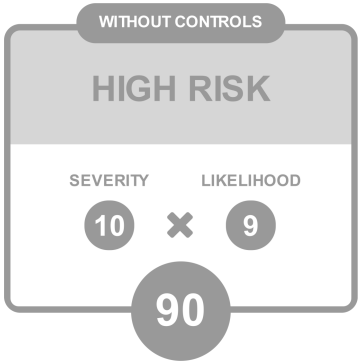 WITHOUT CONTROLS
HIGH RISK
SEVERITY LIKELIHOOD
10 × 9
90